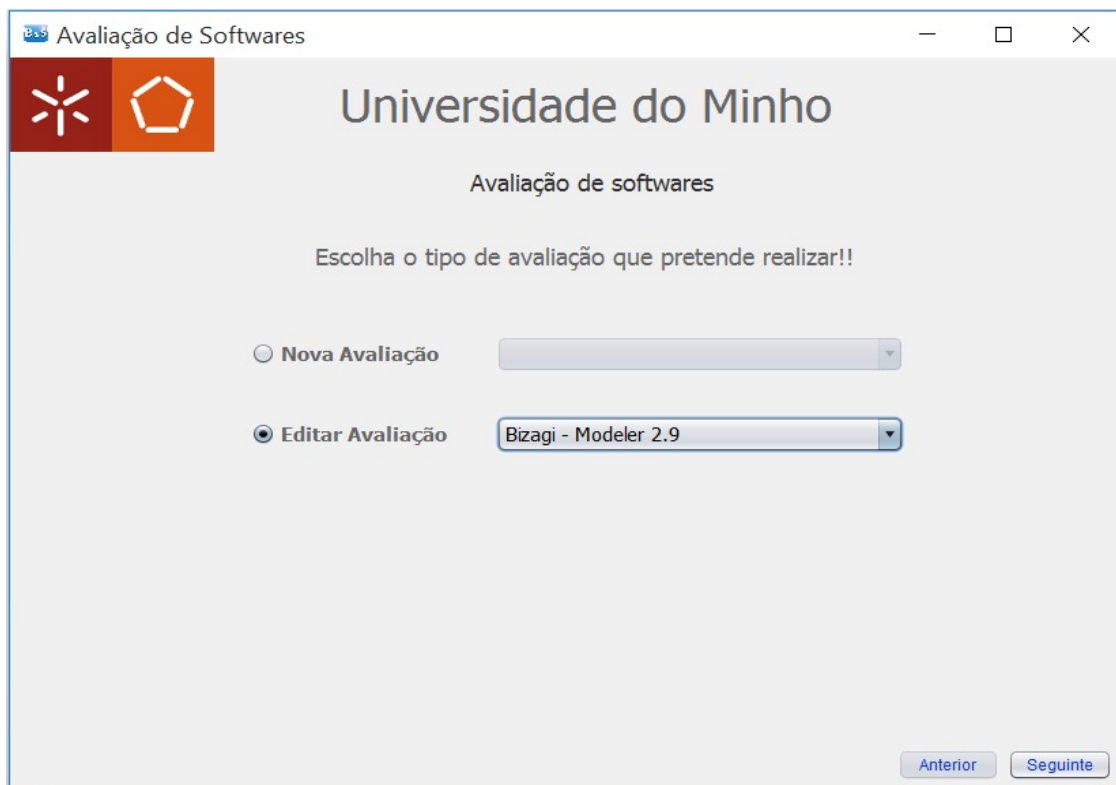 Avaliação de Softwares
Universidade do Minho
Avaliação de softwares
Escolha o tipo de avaliação que pretende realizar!!
Nova Avaliação
Editar Avaliação Bizagi - Modeler 2.9
Anterior Seguinte